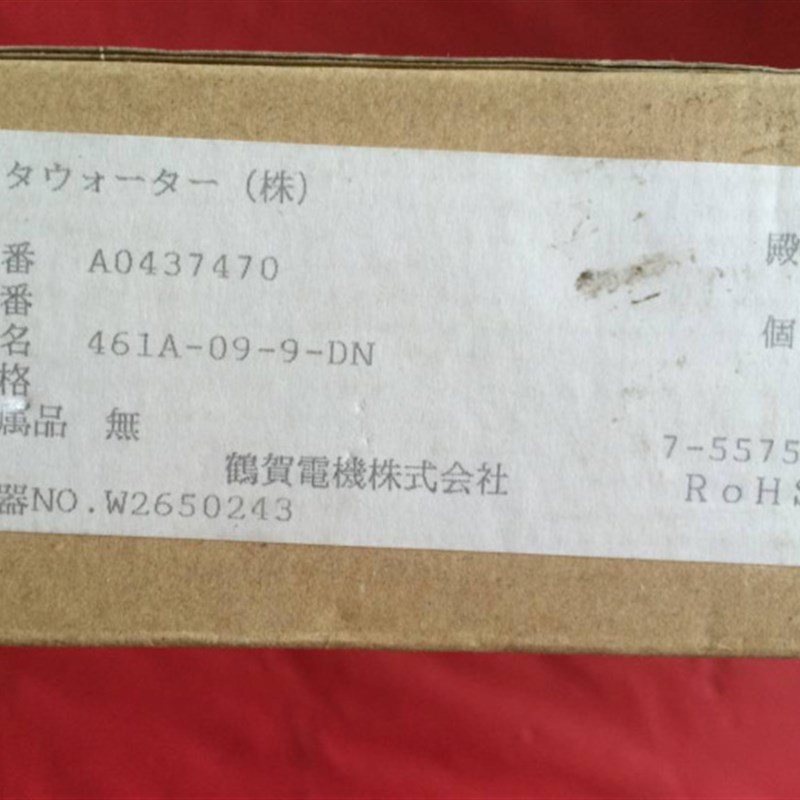 タウォーター（株）
殿
番 A0437470
番
名 461A-09-9-DN 個
格
属品 無
7-5575
鶴賀電機株式会社 RoHS
器NO.W2650243